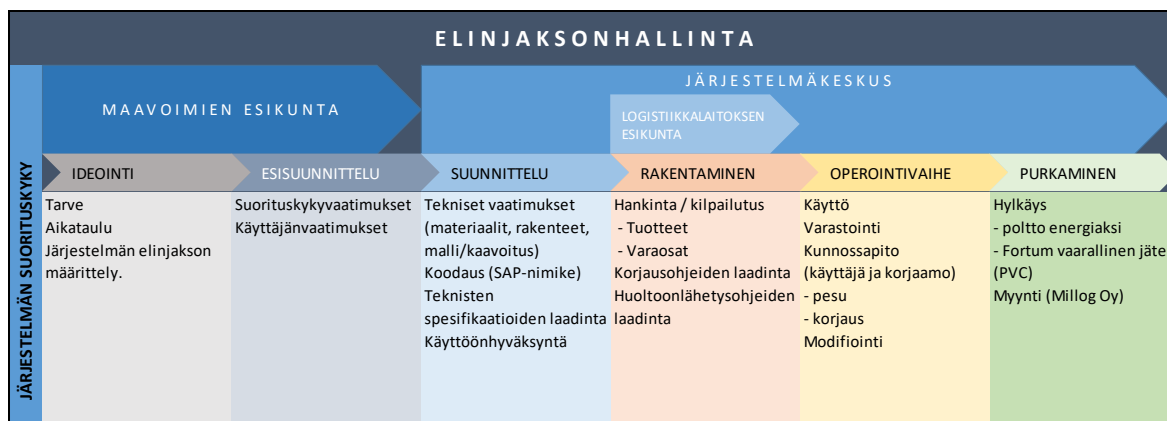 ELINJAKSONHALLINTA
JÄRJESTELMÄN SUORITUSKYKY
MAAVOIMIEN ESIKUNTA
JÄRJESTELMÄKESKUS
LOGISTIIKKALAITOKSEN
ESIKUNTA
IDEOINTI
Tarve
Aikataulu
Järjestelmän elinjakson
määrittely.
ESISUUNNITTELU
Suorituskykyvaatimukset
Käyttäjänvaatimukset
SUUNNITTELU
Tekniset vaatimukset
(materiaalit, rakenteet,
malli/kaavoitus)
Koodaus (SAP-nimike)
Teknisten
spesifikaatioiden laadinta
Käyttöönhyväksyntä
RAKENTAMINEN
Hankinta / kilpailutus
- Tuotteet
- Varaosat
Korjausohjeiden laadinta
Huoltoonlähetysohjeiden
laadinta
OPEROINTIVAIHE
Käyttö
Varastointi
Kunnossapito
(käyttäjä ja korjaamo)
- pesu
- korjaus
Modifiointi
PURKAMINEN
Hylkäys
- poltto energiaksi
- Fortum vaarallinen jäte
(PVC)
Myynti (Millog Oy)